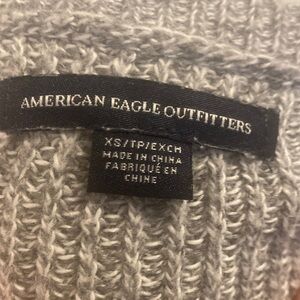 AMERICAN EAGLE OUTFITTERS
XS/TP/EXCH
MADE IN CHINA
FABRIQUÉ EN
CHINE